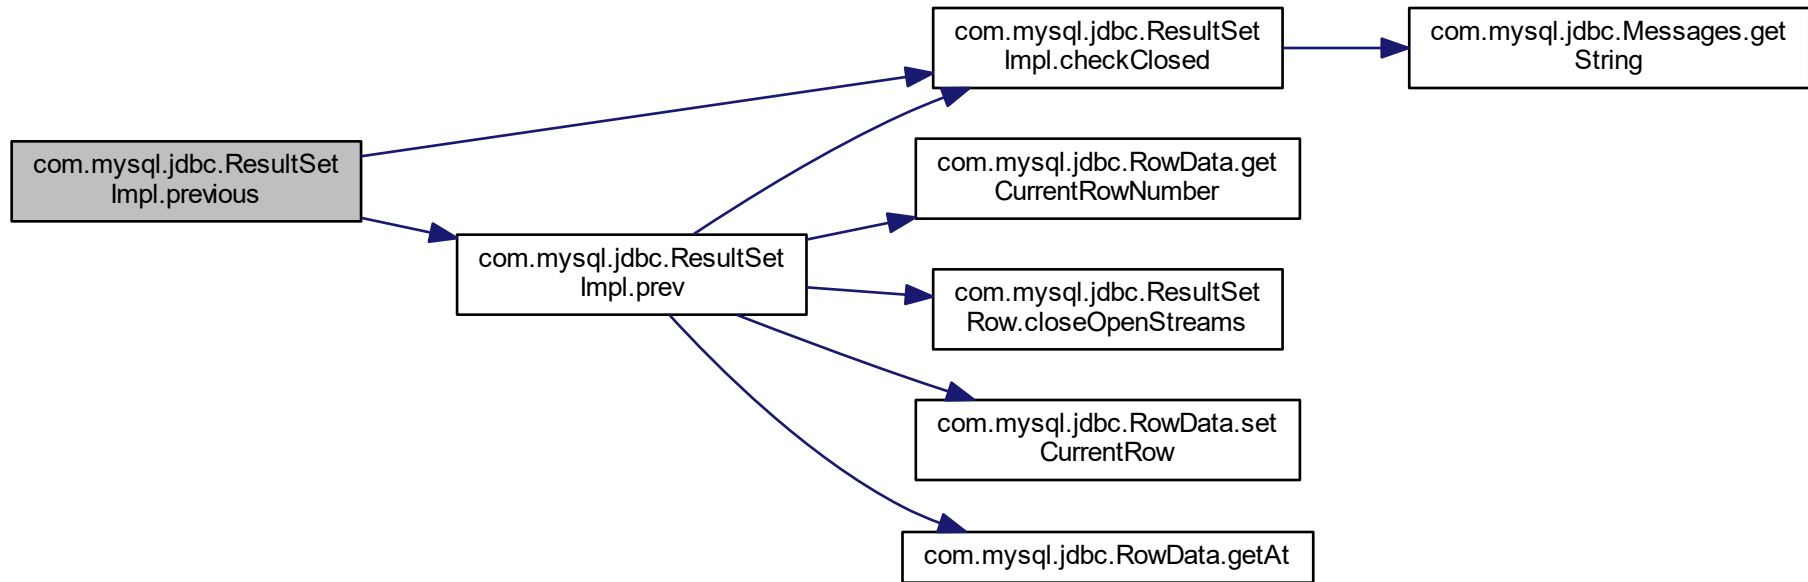 com.mysql.jdbc.ResultSet
Impl.previous
com.mysql.jdbc.ResultSet
Impl.prev
com.mysql.jdbc.ResultSet
Impl.checkClosed
com.mysql.jdbc.Messages.get
String
com.mysql.jdbc.RowData.get
CurrentRowNumber
com.mysql.jdbc.ResultSet
Row.closeOpenStreams
com.mysql.jdbc.RowData.set
CurrentRow
com.mysql.jdbc.RowData.getAt